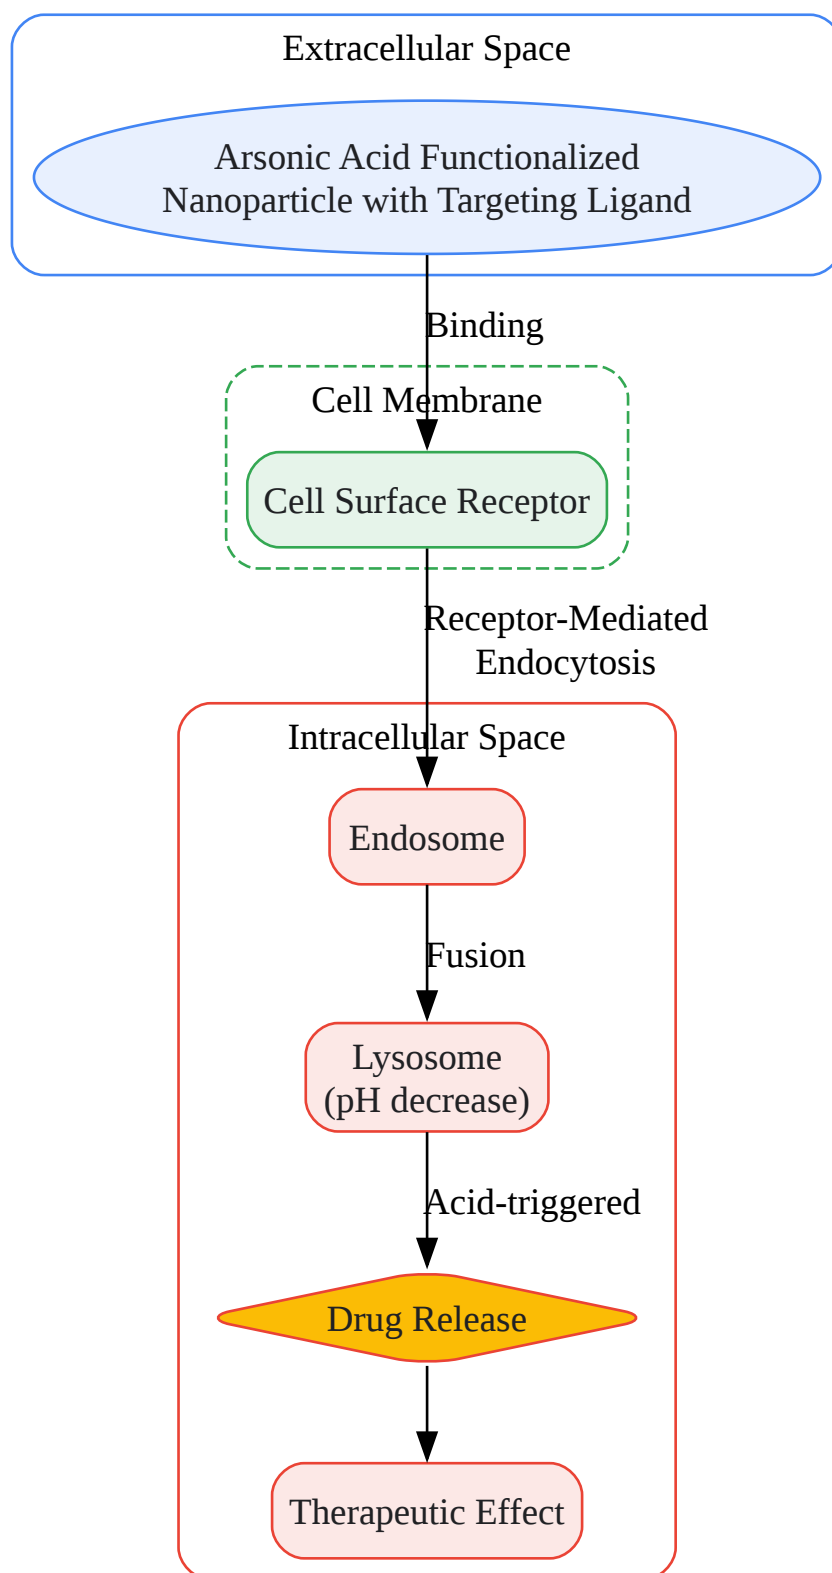 Extracellular Space
Arsonic Acid Functionalized
Nanoparticle with Targeting Ligand
Binding
Cell Membrane
Cell Surface Receptor
Receptor-Mediated
Endocytosis
Intracellular Space
Endosome
Fusion
Lysosome
(pH decrease)
Acid-triggered
Drug Release
Therapeutic Effect